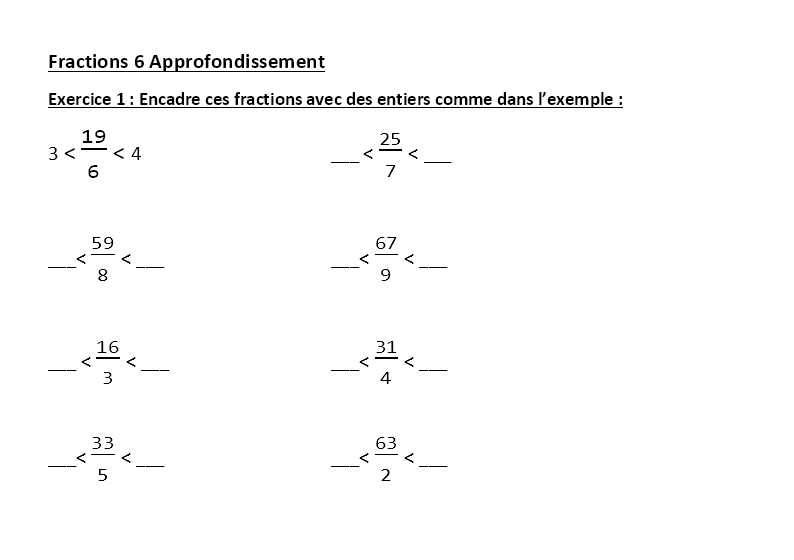 Fractions 6 Approfondissement
Exercice 1 : Encadre ces fractions avec des entiers comme dans l’exemple :
3 < 19/6 < 4 ___ < 25/7 < ___
___< 59/8 < ___ ___< 67/9 < ___
___ < 16/3 < ___ ___< 31/4 < ___
___< 33/5 < ___ ___< 63/2 < ___